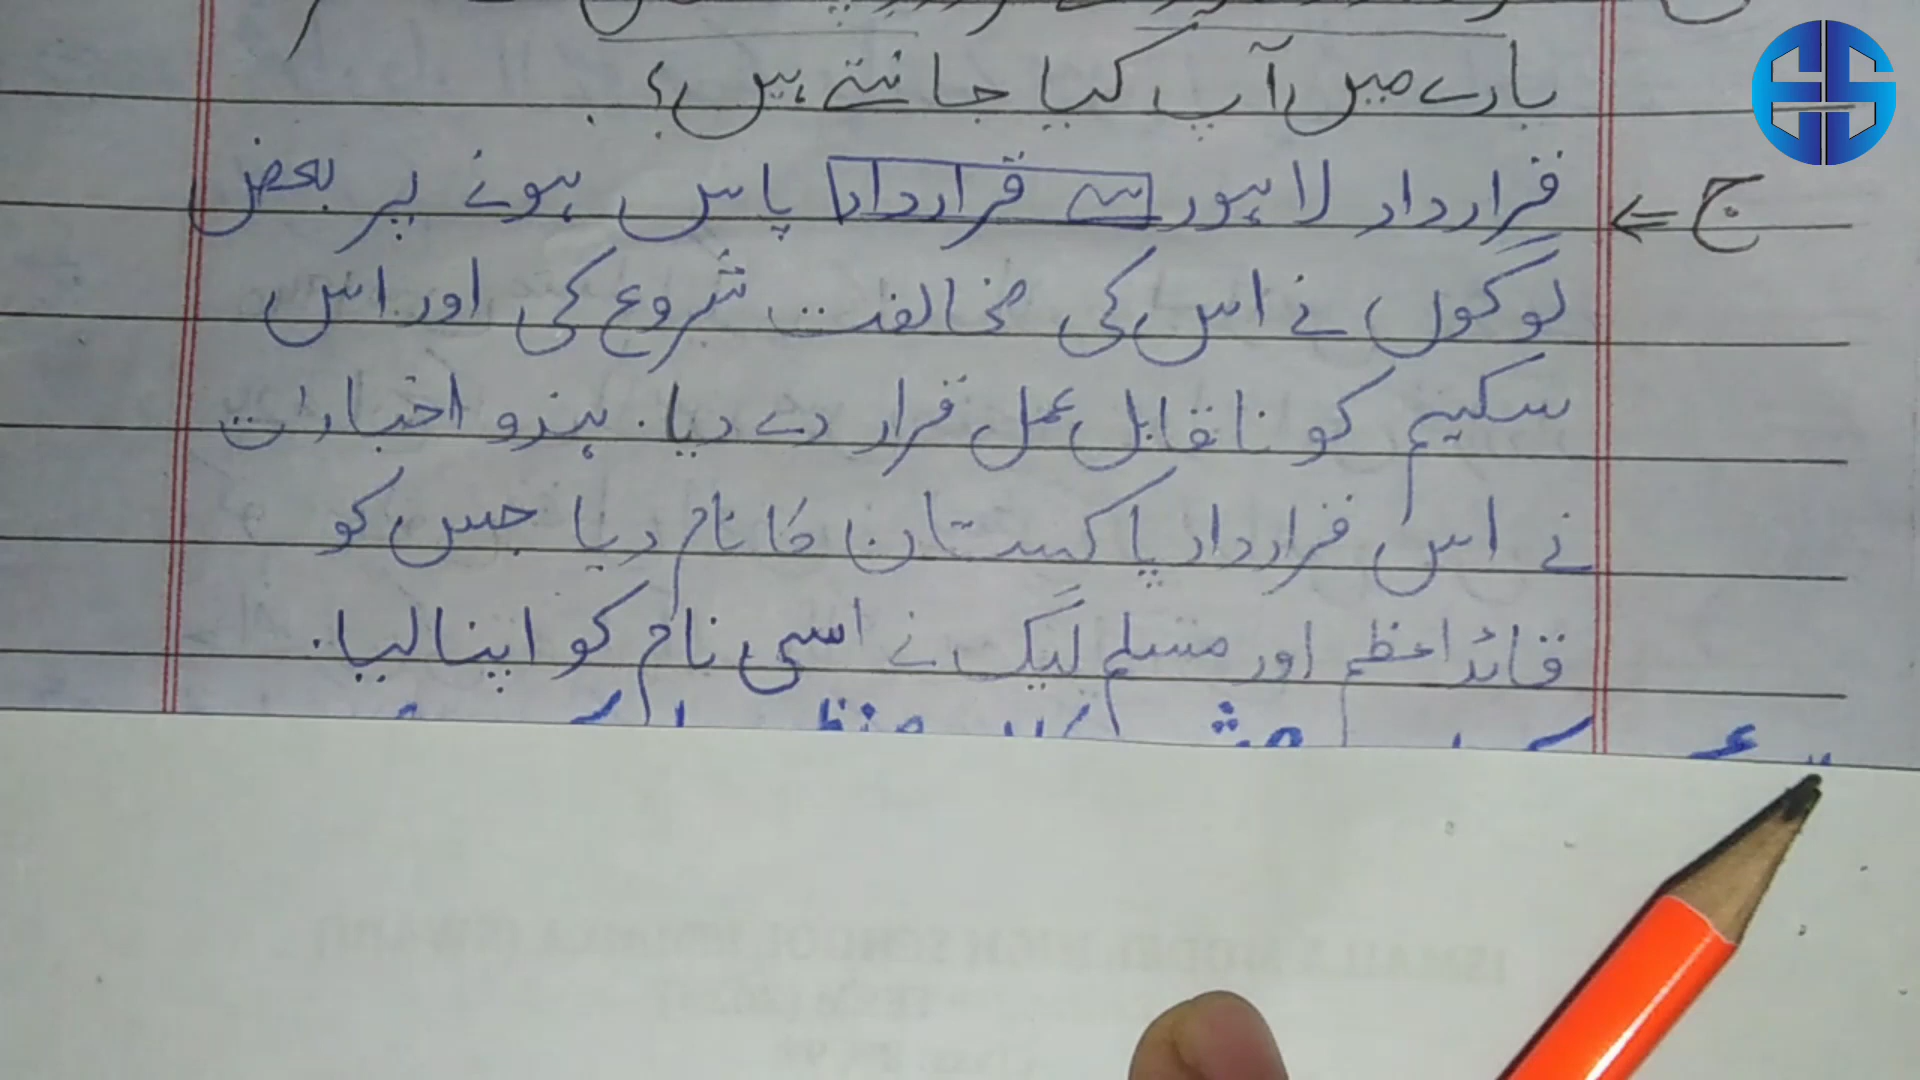 بارے میں آپ کیا جانتے ہیں؟
ج ⇐ قرارداد لاہور سے قرارداد پاس ہونے پر بعض
لوگوں نے اس کی مخالفت شروع کی اور اس
سکیم کو ناقابل عمل قرار دے دیا. ہندو اخبارات
نے اس قرارداد پاکستان کا نام دیا جس کو
قائداعظم اور مسلم لیگ نے اسی نام کو اپنا لیا.